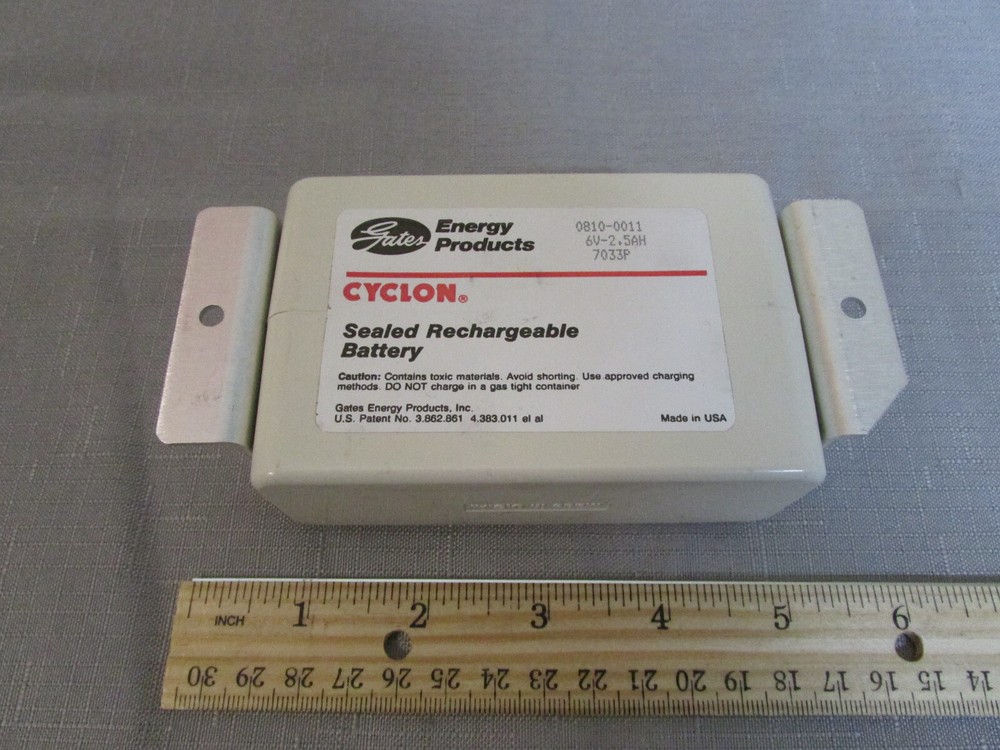 Gates Energy Products
0810-0011
6V-2.5AH
7033P
CYCLON®
Sealed Rechargeable
Battery
Caution: Contains toxic materials. Avoid shorting. Use approved charging
methods. DO NOT charge in a gas tight container
Gates Energy Products, Inc.
U.S. Patent No. 3.862.861 4.383.011 el al
Made in USA
INCH 1 2 3 4 5 6
30 29 28 27 26 25 24 23 22 21 20 19 18 17 16 15 14